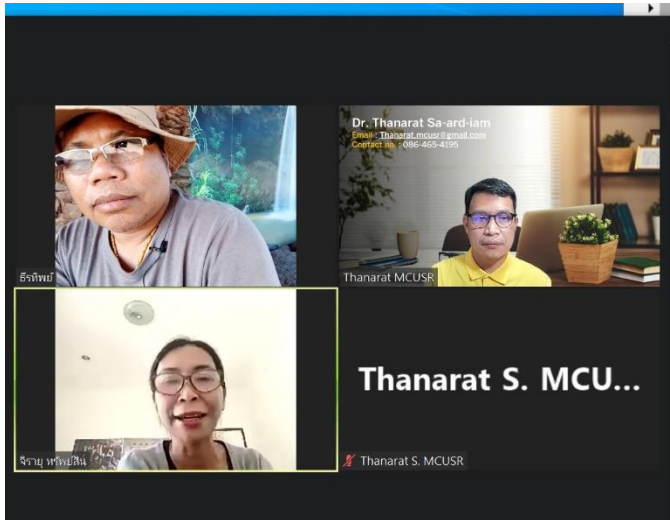 ธีรทิพย์
Dr. Thanarat Sa-ard-iam
Email : Thanarat.mcusr@gmail.com
Contact no. : 086-465-4195
Thanarat MCUSR
จิรายุ ทรัพย์สิน
Thanarat S. MCU...
Thanarat S. MCUSR